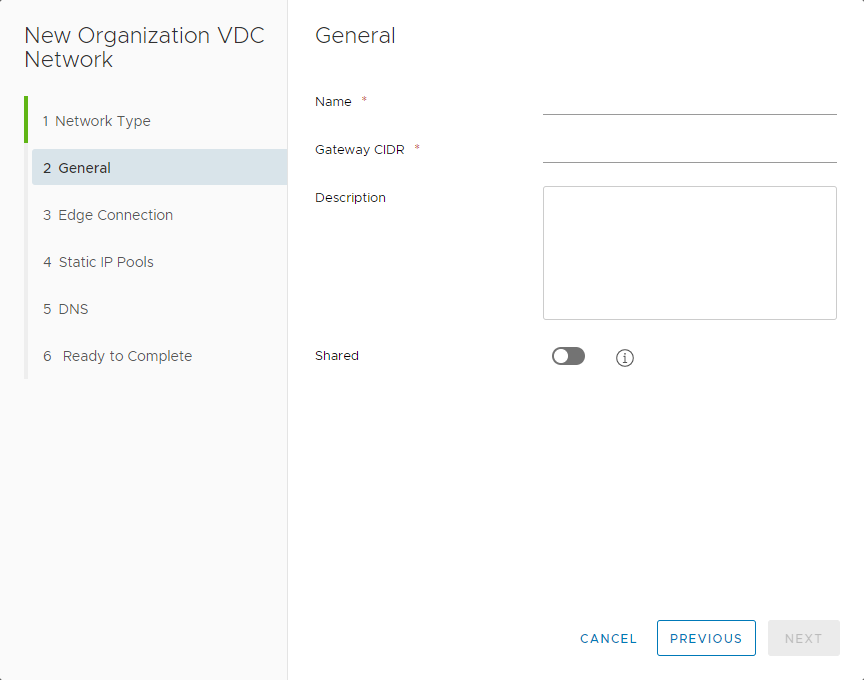 New Organization VDC
Network
1 Network Type
2 General
3 Edge Connection
4 Static IP Pools
5 DNS
6 Ready to Complete
General
Name *
Gateway CIDR *
Description
Shared
CANCEL
PREVIOUS
NEXT